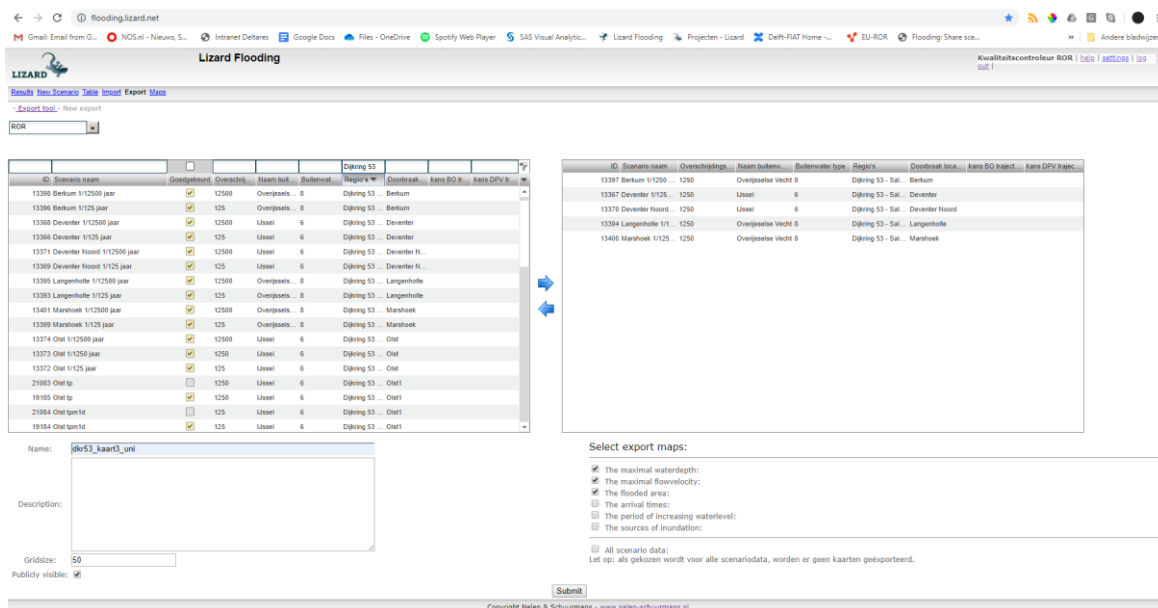 flooding.lizard.net
Gmail: Email from G... NOS.nl - Nieuws, S... Intranet Deltares Google Docs Files - OneDrive Spotify Web Player SAS Visual Analytic... Lizard Flooding Projecten - Lizard Delft-FIAT Home -... EU-ROR Flooding: Share sce... » Andere bladwijzer
LIZARD
Lizard Flooding
Kwaliteitscontroleur ROR | help | settings | log out |
Results New Scenario Table Import Export Maps
Export tool › New export
ROR
Dijkring 53
ID Scenario naam Goedgekeurd Overschrij... Naam buit... Buitenwat... Regio's Doorbraak... kans BO tr... kans DPV tr...
13398 Berkum 1/12500 jaar 12500 Overijssels... 8 Dijkring 53 ... Berkum
13396 Berkum 1/125 jaar 125 Overijssels... 8 Dijkring 53 ... Berkum
13368 Deventer 1/12500 jaar 12500 IJssel 6 Dijkring 53 ... Deventer
13366 Deventer 1/125 jaar 125 IJssel 6 Dijkring 53 ... Deventer
13371 Deventer Noord 1/12500 jaar 12500 IJssel 6 Dijkring 53 ... Deventer N...
13369 Deventer Noord 1/125 jaar 125 IJssel 6 Dijkring 53 ... Deventer N...
13395 Langenholte 1/12500 jaar 12500 Overijssels... 8 Dijkring 53 ... Langenholte
13393 Langenholte 1/125 jaar 125 Overijssels... 8 Dijkring 53 ... Langenholte
13401 Marshoek 1/12500 jaar 12500 Overijssels... 8 Dijkring 53 ... Marshoek
13399 Marshoek 1/125 jaar 125 Overijssels... 8 Dijkring 53 ... Marshoek
13374 Olst 1/12500 jaar 12500 IJssel 6 Dijkring 53 ... Olst
13373 Olst 1/1250 jaar 1250 IJssel 6 Dijkring 53 ... Olst
13372 Olst 1/125 jaar 125 IJssel 6 Dijkring 53 ... Olst
21083 Olst tp 1250 IJssel 6 Dijkring 53 ... Olst1
19185 Olst tp 1250 IJssel 6 Dijkring 53 ... Olst1
21084 Olst tpm1d 125 IJssel 6 Dijkring 53 ... Olst1
19184 Olst tpm1d 125 IJssel 6 Dijkring 53 ... Olst1
ID Scenario naam Overschrijdings... Naam buitenw... Buitenwater type Regio's Doorbraak loca... kans BO traject... kans DPV trajec...
13397 Berkum 1/1250 ... 1250 Overijsselse Vecht 8 Dijkring 53 - Sal... Berkum
13367 Deventer 1/125... 1250 IJssel 6 Dijkring 53 - Sal... Deventer
13370 Deventer Noord... 1250 IJssel 6 Dijkring 53 - Sal... Deventer Noord
13394 Langenholte 1/1... 1250 Overijsselse Vecht 8 Dijkring 53 - Sal... Langenholte
13400 Marshoek 1/125... 1250 Overijsselse Vecht 8 Dijkring 53 - Sal... Marshoek
Name: dkr53_kaart3_uni
Description:
Gridsize: 50
Publicly visible:
Select export maps:
The maximal waterdepth:
The maximal flowvelocity:
The flooded area:
The arrival times:
The period of increasing waterlevel:
The sources of inundation:
All scenario data:
Let op: als gekozen wordt voor alle scenariodata, worden er geen kaarten geëxporteerd.
Submit
Copyright Nelen & Schuurmans - www.nelen-schuurmans.nl